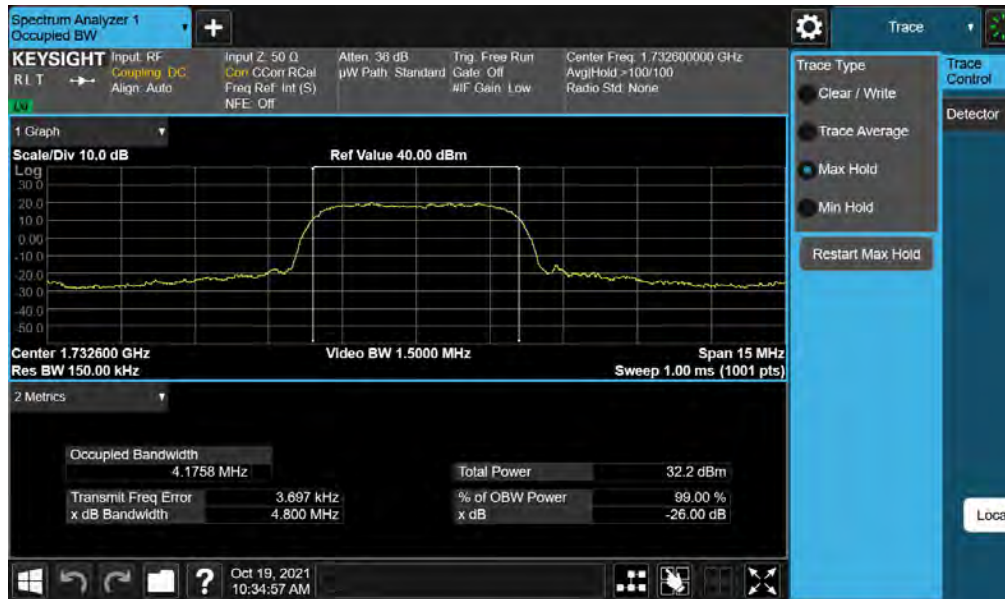 Spectrum Analyzer 1
Occupied BW
+
Trace
KEYSIGHT
RLT
Input: RF
Coupling: DC
Align: Auto
Input Z: 50 Ω
Corr CCorr RCal
Freq Ref: Int (S)
NFE: Off
Atten: 36 dB
µW Path: Standard
Trig: Free Run
Gate: Off
#IF Gain: Low
Center Freq: 1.732600000 GHz
Avg|Hold:>100/100
Radio Std: None
Trace Type
Clear / Write
Trace Average
Max Hold
Min Hold
Restart Max Hold
Trace
Control
Detector
1 Graph
Scale/Div 10.0 dB
Ref Value 40.00 dBm
Log
30.0
20.0
10.0
0.00
-10.0
-20.0
-30.0
-40.0
-50.0
Center 1.732600 GHz
Video BW 1.5000 MHz
Span 15 MHz
Res BW 150.00 kHz
Sweep 1.00 ms (1001 pts)
2 Metrics
Occupied Bandwidth
4.1758 MHz
Total Power
32.2 dBm
Transmit Freq Error
3.697 kHz
% of OBW Power
99.00 %
x dB Bandwidth
4.800 MHz
x dB
-26.00 dB
Loca
?
Oct 19, 2021
10:34:57 AM